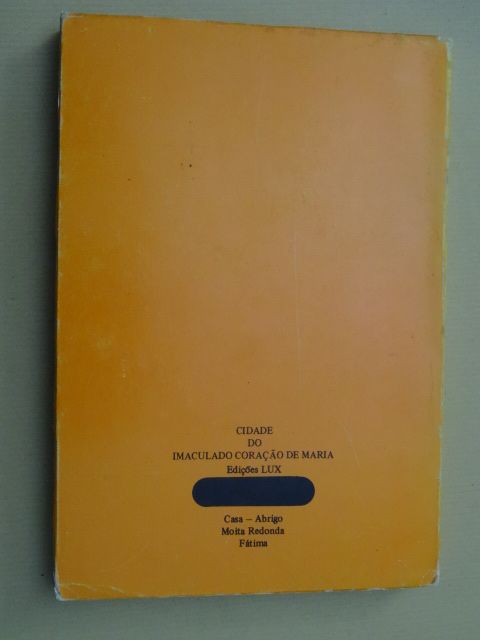 CIDADE
DO
IMACULADO CORAÇÃO DE MARIA
Edições LUX
Casa – Abrigo
Moita Redonda
Fátima